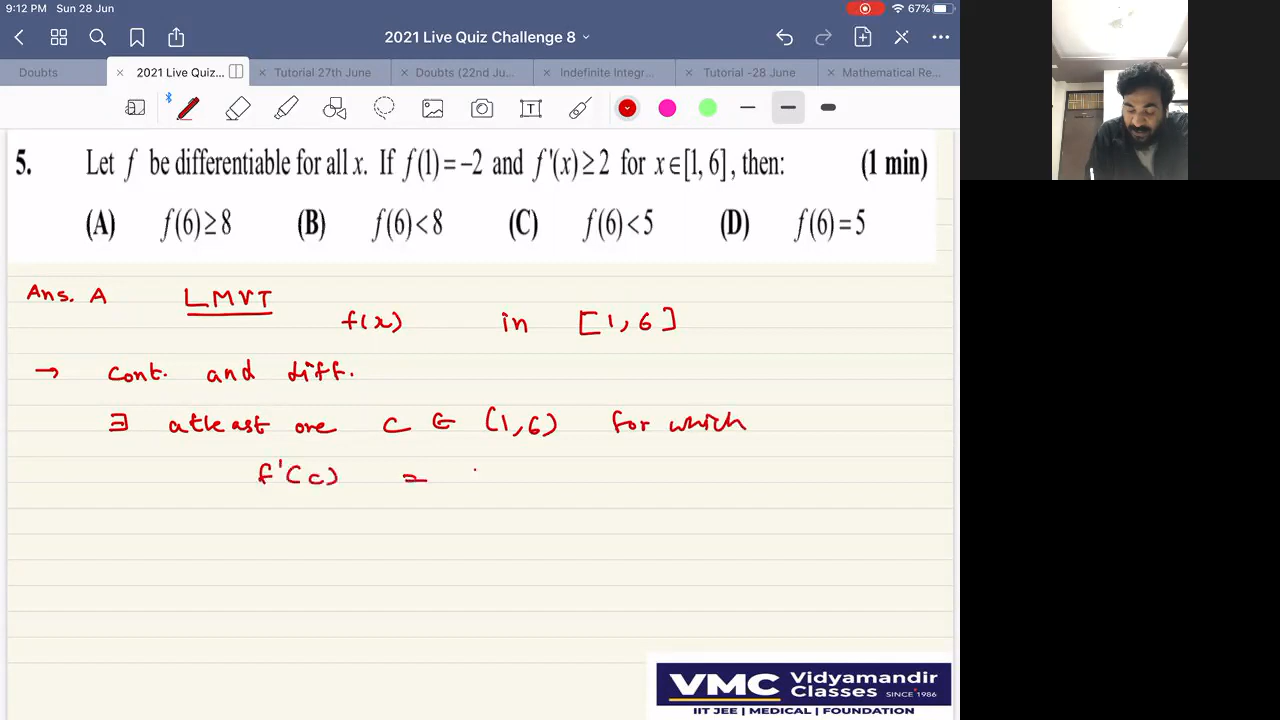 9:12 PM Sun 28 Jun 67%
2021 Live Quiz Challenge 8
Doubts 2021 Live Quiz... Tutorial 27th June Doubts (22nd Ju... Indefinite Integr... Tutorial -28 June Mathematical Re...
5. Let f be differentiable for all x. If f(1)=−2 and f'(x)≥2 for x∈[1, 6], then: (1 min)
(A) f(6)≥8 (B) f(6)<8 (C) f(6)<5 (D) f(6)=5
Ans. A LMVT
f(x) in [1,6]
→ cont. and diff.
∃ atleast one c ∈ (1,6) for which
f'(c) =
VMC Vidyamandir Classes SINCE 1986
IIT JEE | MEDICAL | FOUNDATION